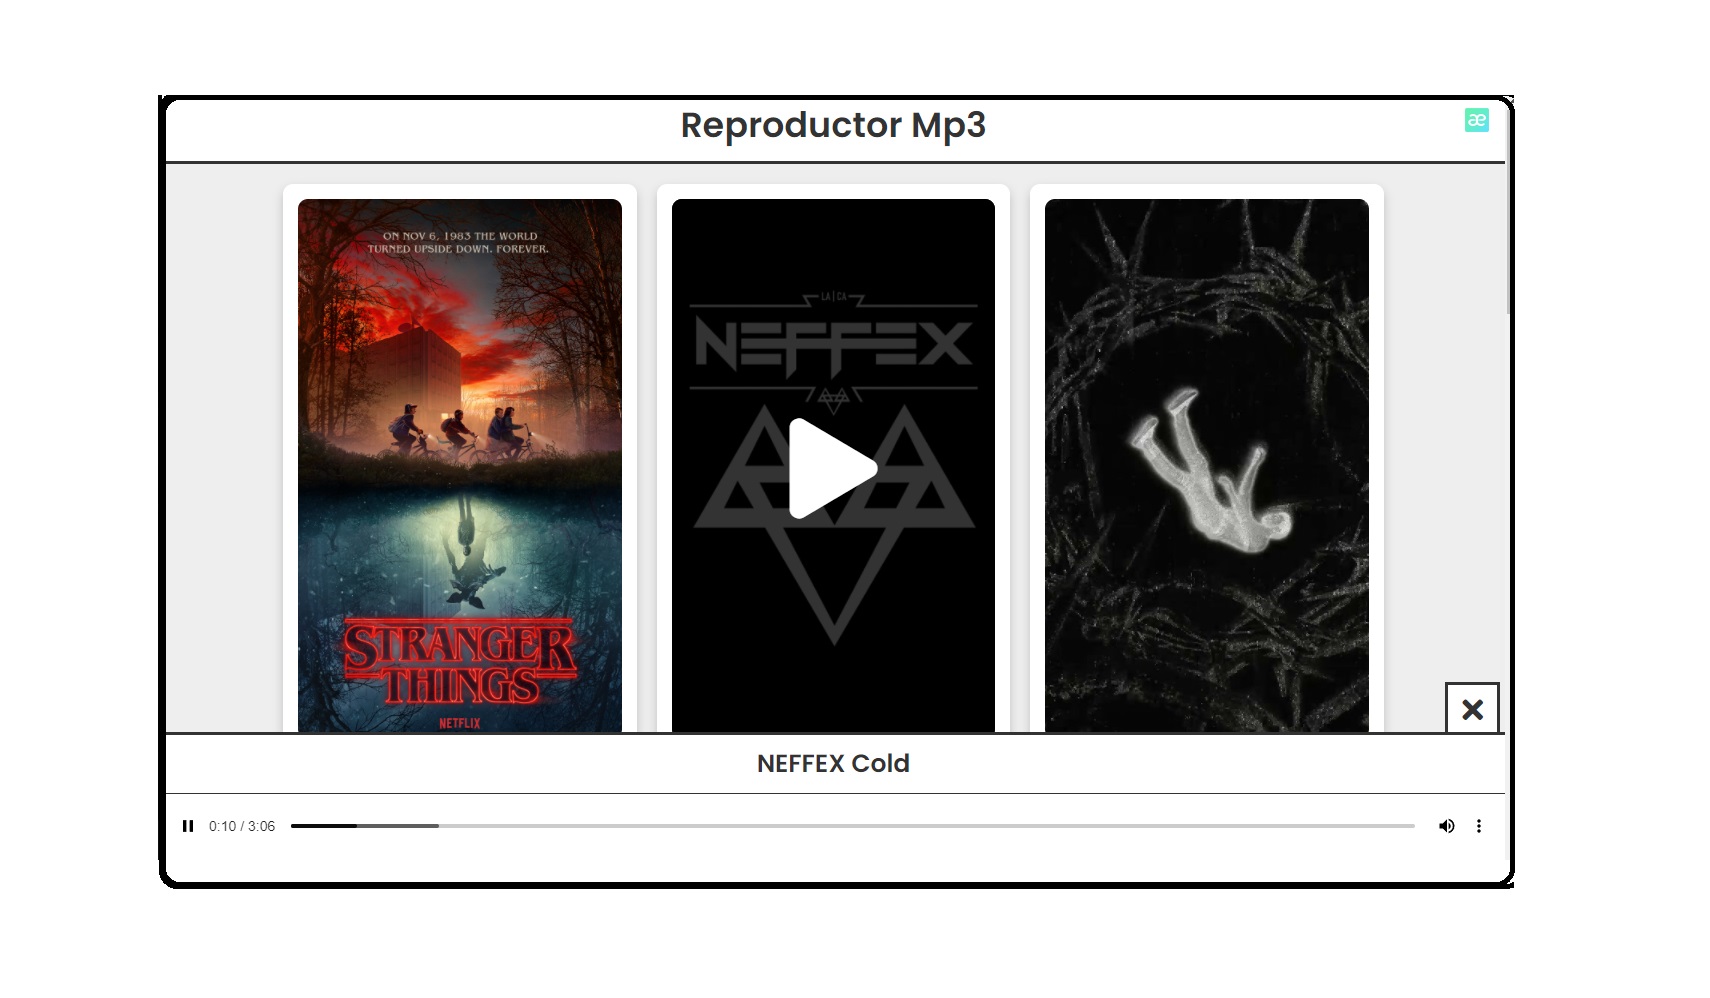 Reproductor Mp3
æ
ON NOV 6, 1983 THE WORLD
TURNED UPSIDE DOWN. FOREVER.
STRANGER
THINGS
NETFLIX
LA|CA
NEFFEX
NEFFEX Cold
0:10 / 3:06